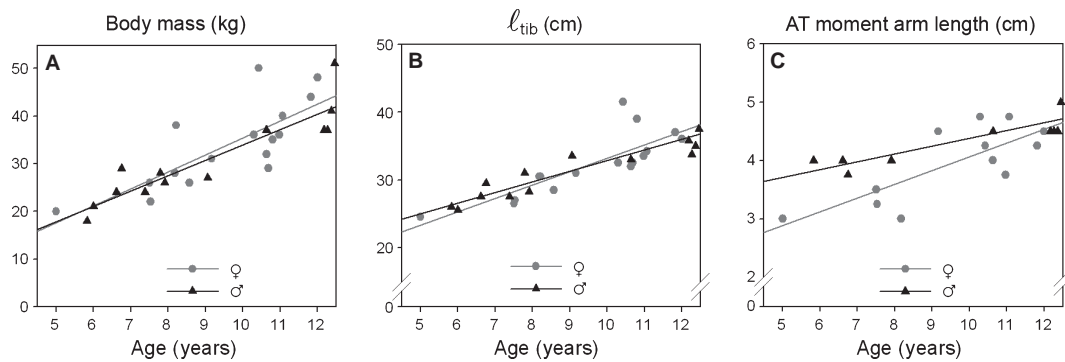 Body mass (kg)
A
50
40
30
20
10
0
5 6 7 8 9 10 11 12
Age (years)
♀
♂
ℓtib (cm)
B
50
40
30
20
0
5 6 7 8 9 10 11 12
Age (years)
♀
♂
AT moment arm length (cm)
C
6
5
4
3
2
0
5 6 7 8 9 10 11 12
Age (years)
♀
♂